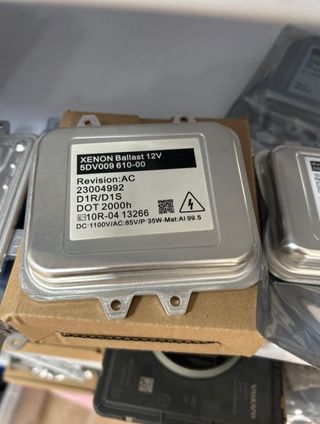 XENON Ballast 12V
5DV009 610-00
Revision:AC
23004992
D1R/D1S
DOT 2000h
10R-04 13266
DC:1100V/AC:85V/P:35W-Mat:Al 99.5
VOLVO